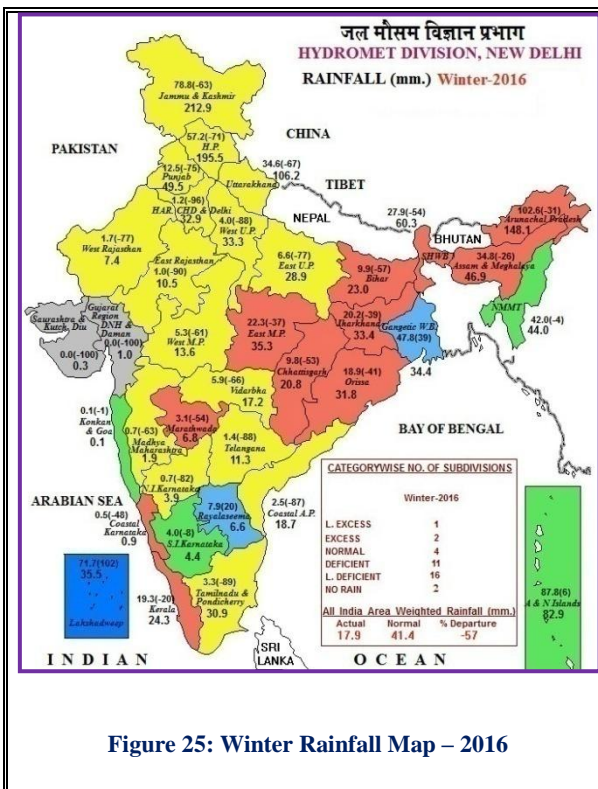 जल मौसम विज्ञान प्रभाग
HYDROMET DIVISION, NEW DELHI
RAINFALL (mm.) Winter-2016
78.8(-63)
Jammu & Kashmir
212.9
CHINA
PAKISTAN
57.2(-71)
H.P.
195.5
12.5(-75)
Punjab
49.5
34.6(-67)
106.2
Uttarakhand
TIBET
1.2(-96)
HAR. CHD & Delhi
32.9
4.0(-88)
West U.P.
33.3
NEPAL
27.9(-54)
60.3
BHUTAN
102.6(-31)
Arunachal Pradesh
148.1
1.7(-77)
West Rajasthan
7.4
East Rajasthan
1.0(-90)
10.5
6.6(-77)
East U.P.
28.9
9.9(-57)
Bihar
23.0
SHWB
34.8(-26)
Assam & Meghalaya
46.9
NMMT
42.0(-4)
44.0
Saurashtra &
Kutch, Diu
0.0(-100)
0.3
Gujarat
Region
DNH &
Daman
0.0(-100)
1.0
5.3(-61)
West M.P.
13.6
22.3(-37)
East M.P.
35.3
20.2(-39)
Jharkhand
33.4
Gangetic W.B.
47.8(39)
34.4
9.8(-53)
Chhattisgarh
20.8
18.9(-41)
Orissa
31.8
5.9(-66)
Vidarbha
17.2
0.1(-1)
Konkan
& Goa
0.1
0.7(-63)
Madhya
Maharashtra
1.9
3.1(-54)
Marathwada
6.8
1.4(-88)
Telangana
11.3
BAY OF BENGAL
ARABIAN SEA
0.7(-82)
N.I.Karnataka
3.9
0.5(-48)
Coastal
Karnataka
0.9
7.9(20)
Rayalaseema
6.6
2.5(-87)
Coastal A.P.
18.7
4.0(-8)
S.I.Karnataka
4.4
71.7(102)
35.5
Lakshadweep
19.3(-20)
Kerala
24.3
3.3(-89)
Tamilnadu &
Pondicherry
30.9
CATEGORYWISE NO. OF SUBDIVISIONS
Winter-2016
L. EXCESS 1
EXCESS 2
NORMAL 4
DEFICIENT 11
L. DEFICIENT 16
NO RAIN 2
All India Area Weighted Rainfall (mm.)
Actual Normal % Departure
17.9 41.4 -57
87.8(6)
A & N Islands
82.9
SRI
LANKA
INDIAN OCEAN
Figure 25: Winter Rainfall Map – 2016